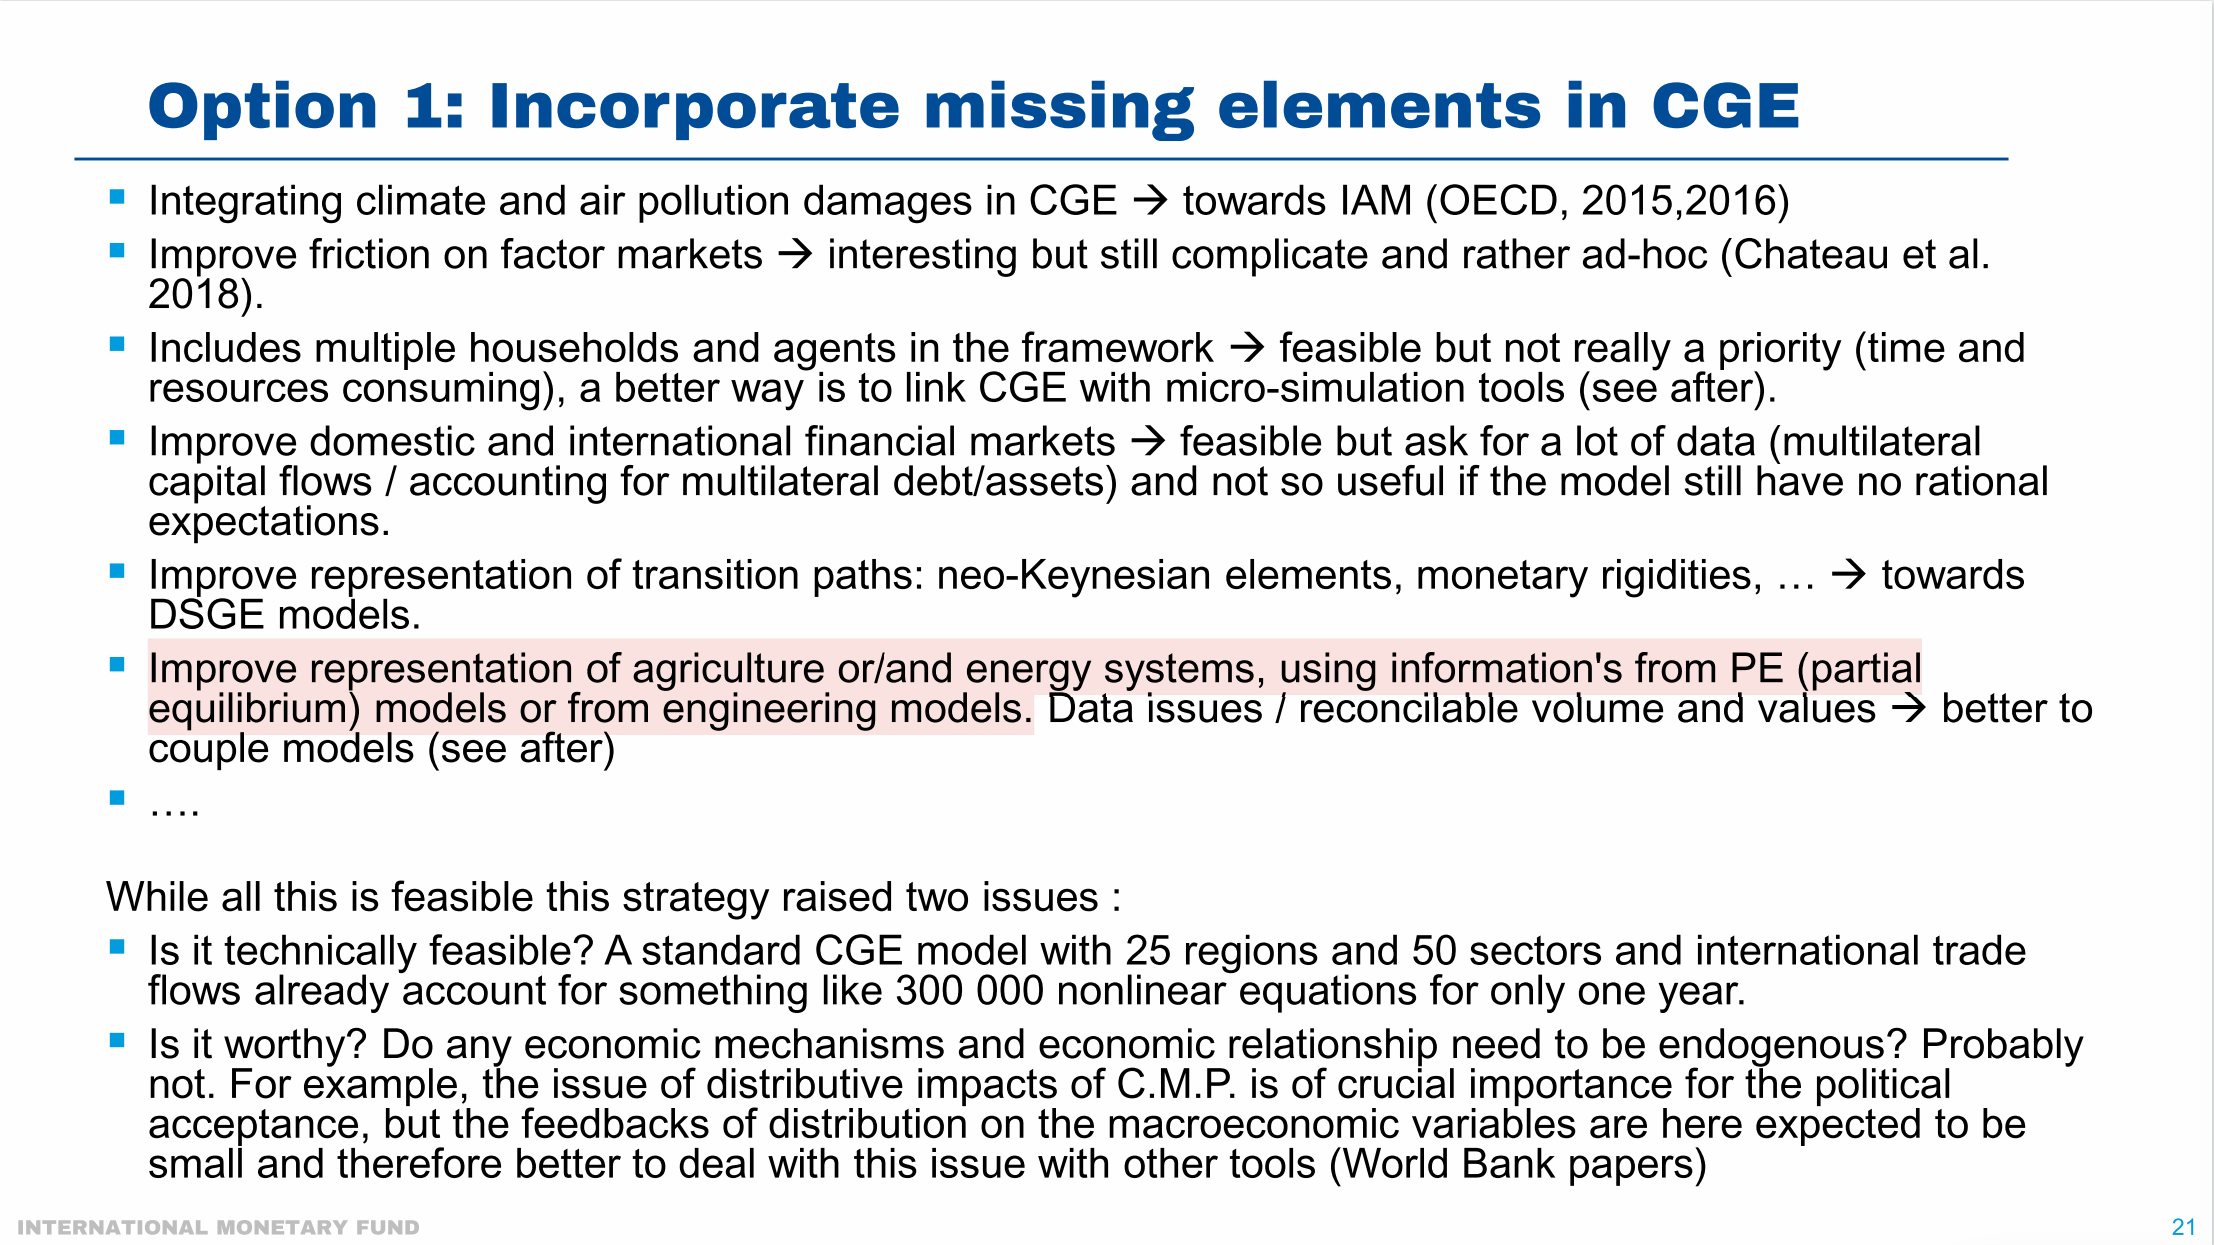 Option 1: Incorporate missing elements in CGE
▪ Integrating climate and air pollution damages in CGE → towards IAM (OECD, 2015,2016)
▪ Improve friction on factor markets → interesting but still complicate and rather ad-hoc (Chateau et al.
2018).
▪ Includes multiple households and agents in the framework → feasible but not really a priority (time and
resources consuming), a better way is to link CGE with micro-simulation tools (see after).
▪ Improve domestic and international financial markets → feasible but ask for a lot of data (multilateral
capital flows / accounting for multilateral debt/assets) and not so useful if the model still have no rational
expectations.
▪ Improve representation of transition paths: neo-Keynesian elements, monetary rigidities, … → towards
DSGE models.
▪ Improve representation of agriculture or/and energy systems, using information's from PE (partial
equilibrium) models or from engineering models. Data issues / reconcilable volume and values → better to
couple models (see after)
▪ ….
While all this is feasible this strategy raised two issues :
▪ Is it technically feasible? A standard CGE model with 25 regions and 50 sectors and international trade
flows already account for something like 300 000 nonlinear equations for only one year.
▪ Is it worthy? Do any economic mechanisms and economic relationship need to be endogenous? Probably
not. For example, the issue of distributive impacts of C.M.P. is of crucial importance for the political
acceptance, but the feedbacks of distribution on the macroeconomic variables are here expected to be
small and therefore better to deal with this issue with other tools (World Bank papers)
INTERNATIONAL MONETARY FUND
21